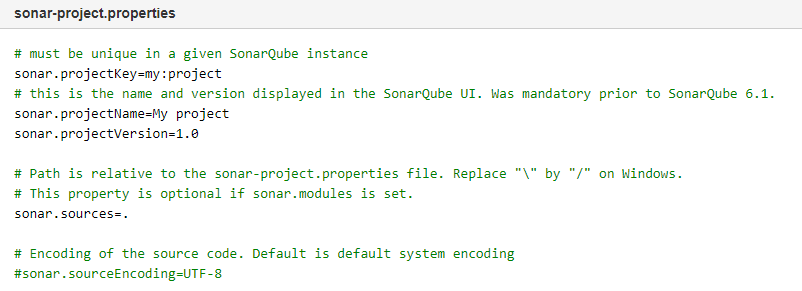 sonar-project.properties
# must be unique in a given SonarQube instance
sonar.projectKey=my:project
# this is the name and version displayed in the SonarQube UI. Was mandatory prior to SonarQube 6.1.
sonar.projectName=My project
sonar.projectVersion=1.0
# Path is relative to the sonar-project.properties file. Replace "\" by "/" on Windows.
# This property is optional if sonar.modules is set.
sonar.sources=.
# Encoding of the source code. Default is default system encoding
#sonar.sourceEncoding=UTF-8